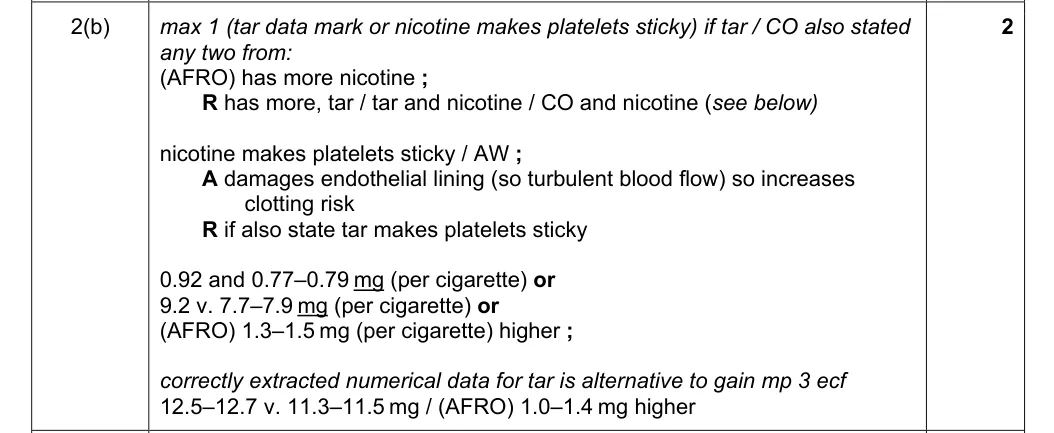 2(b)
max 1 (tar data mark or nicotine makes platelets sticky) if tar / CO also stated
2
any two from:
(AFRO) has more nicotine ;
R has more, tar / tar and nicotine / CO and nicotine (see below)
nicotine makes platelets sticky / AW ;
A damages endothelial lining (so turbulent blood flow) so increases
clotting risk
R if also state tar makes platelets sticky
0.92 and 0.77–0.79 mg (per cigarette) or
9.2 v. 7.7–7.9 mg (per cigarette) or
(AFRO) 1.3–1.5 mg (per cigarette) higher ;
correctly extracted numerical data for tar is alternative to gain mp 3 ecf
12.5–12.7 v. 11.3–11.5 mg / (AFRO) 1.0–1.4 mg higher